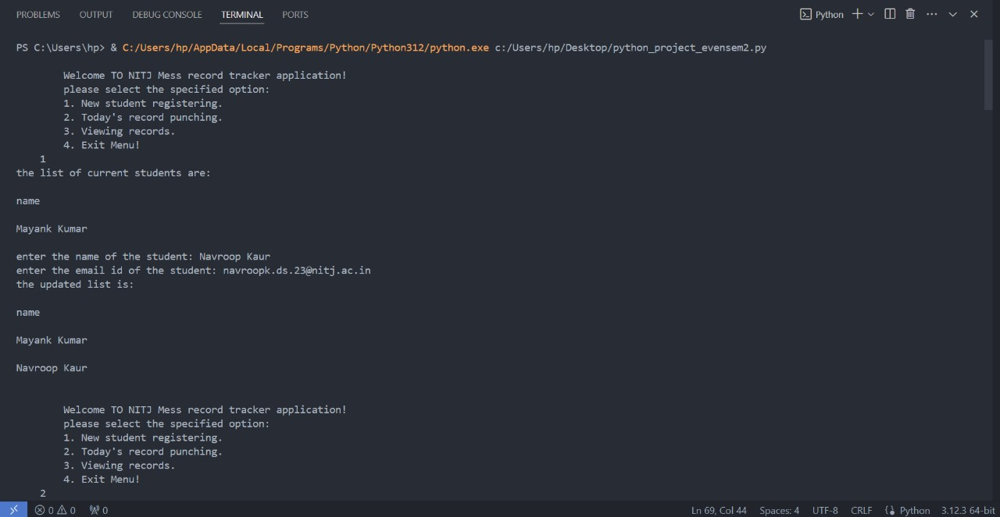 PROBLEMS OUTPUT DEBUG CONSOLE TERMINAL PORTS Python
PS C:\Users\hp> & C:/Users/hp/AppData/Local/Programs/Python/Python312/python.exe c:/Users/hp/Desktop/python_project_evensem2.py
Welcome TO NITJ Mess record tracker application!
please select the specified option:
1. New student registering.
2. Today's record punching.
3. Viewing records.
4. Exit Menu!
1
the list of current students are:
name
Mayank Kumar
enter the name of the student: Navroop Kaur
enter the email id of the student: navroopk.ds.23@nitj.ac.in
the updated list is:
name
Mayank Kumar
Navroop Kaur
Welcome TO NITJ Mess record tracker application!
please select the specified option:
1. New student registering.
2. Today's record punching.
3. Viewing records.
4. Exit Menu!
2
0 0 0 Ln 69, Col 44 Spaces: 4 UTF-8 CRLF Python 3.12.3 64-bit